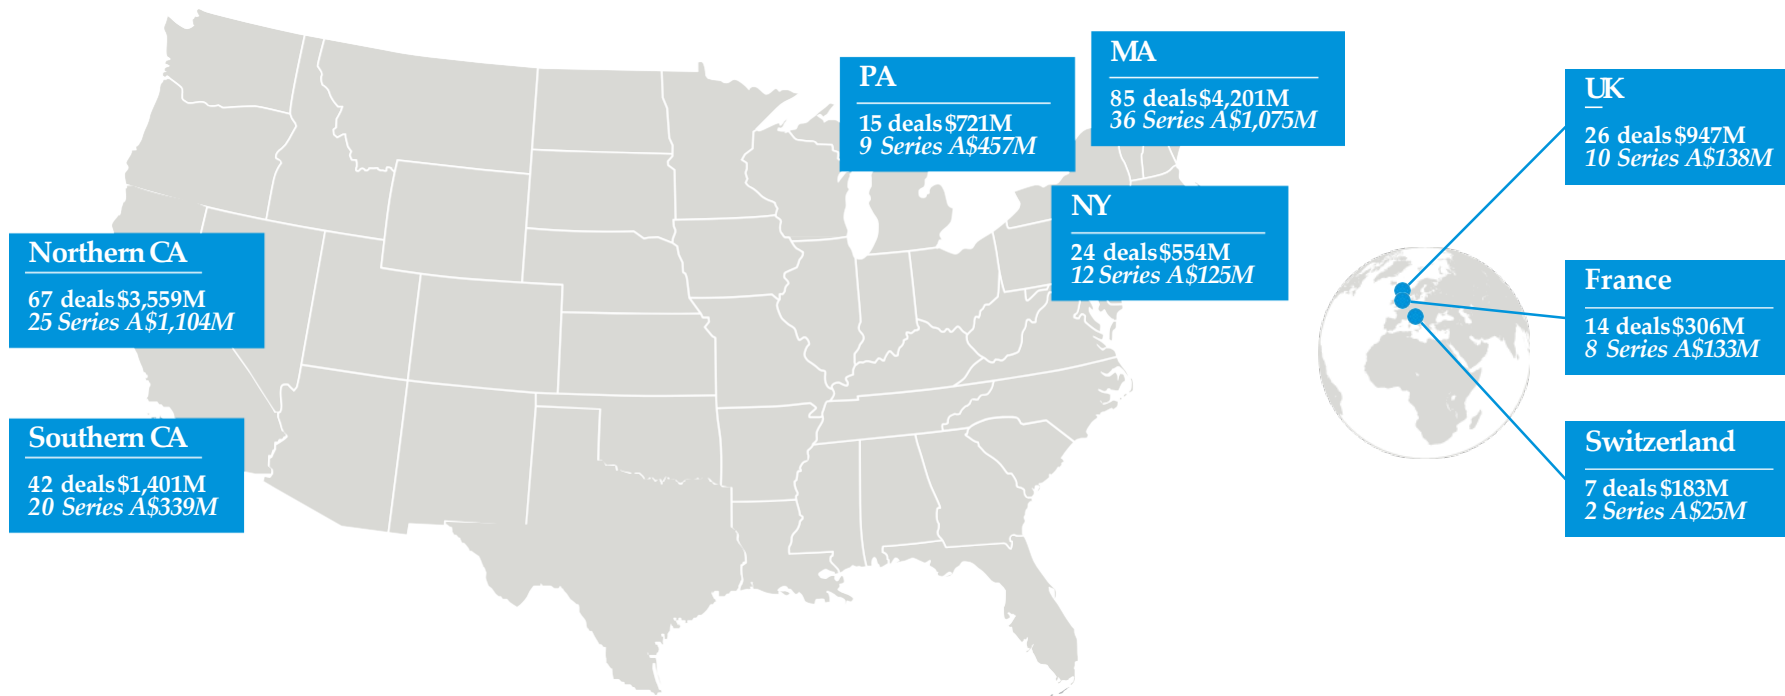 PA
15 deals $721M
9 Series A $457M
MA
85 deals $4,201M
36 Series A $1,075M
NY
24 deals $554M
12 Series A $125M
Northern CA
67 deals $3,559M
25 Series A $1,104M
Southern CA
42 deals $1,401M
20 Series A $339M
UK
26 deals $947M
10 Series A $138M
France
14 deals $306M
8 Series A $133M
Switzerland
7 deals $183M
2 Series A $25M